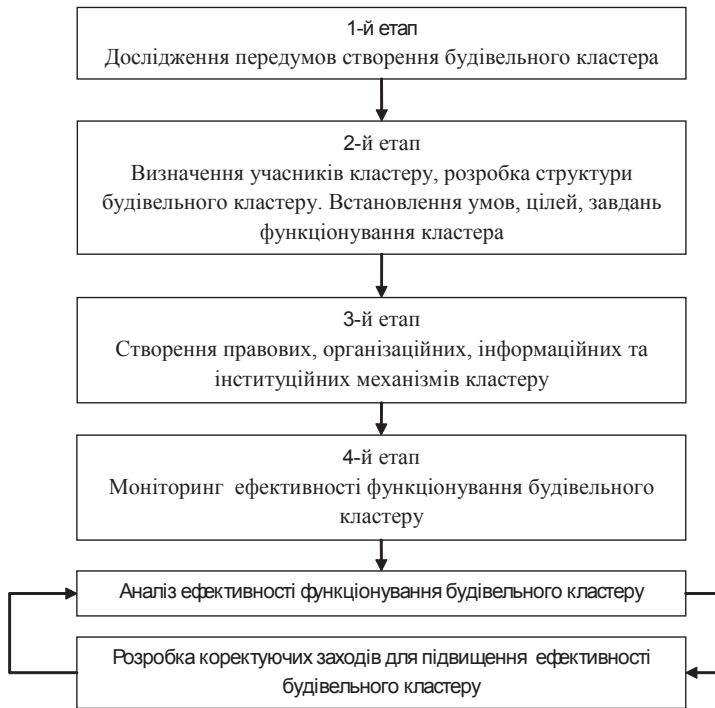 1-й етап
Дослідження передумов створення будівельного кластера
2-й етап
Визначення учасників кластеру, розробка структури
будівельного кластеру. Встановлення умов, цілей, завдань
функціонування кластера
3-й етап
Створення правових, організаційних, інформаційних та
інституційних механізмів кластеру
4-й етап
Моніторинг ефективності функціонування будівельного
кластеру
Аналіз ефективності функціонування будівельного кластеру
Розробка коректуючих заходів для підвищення ефективності
будівельного кластеру